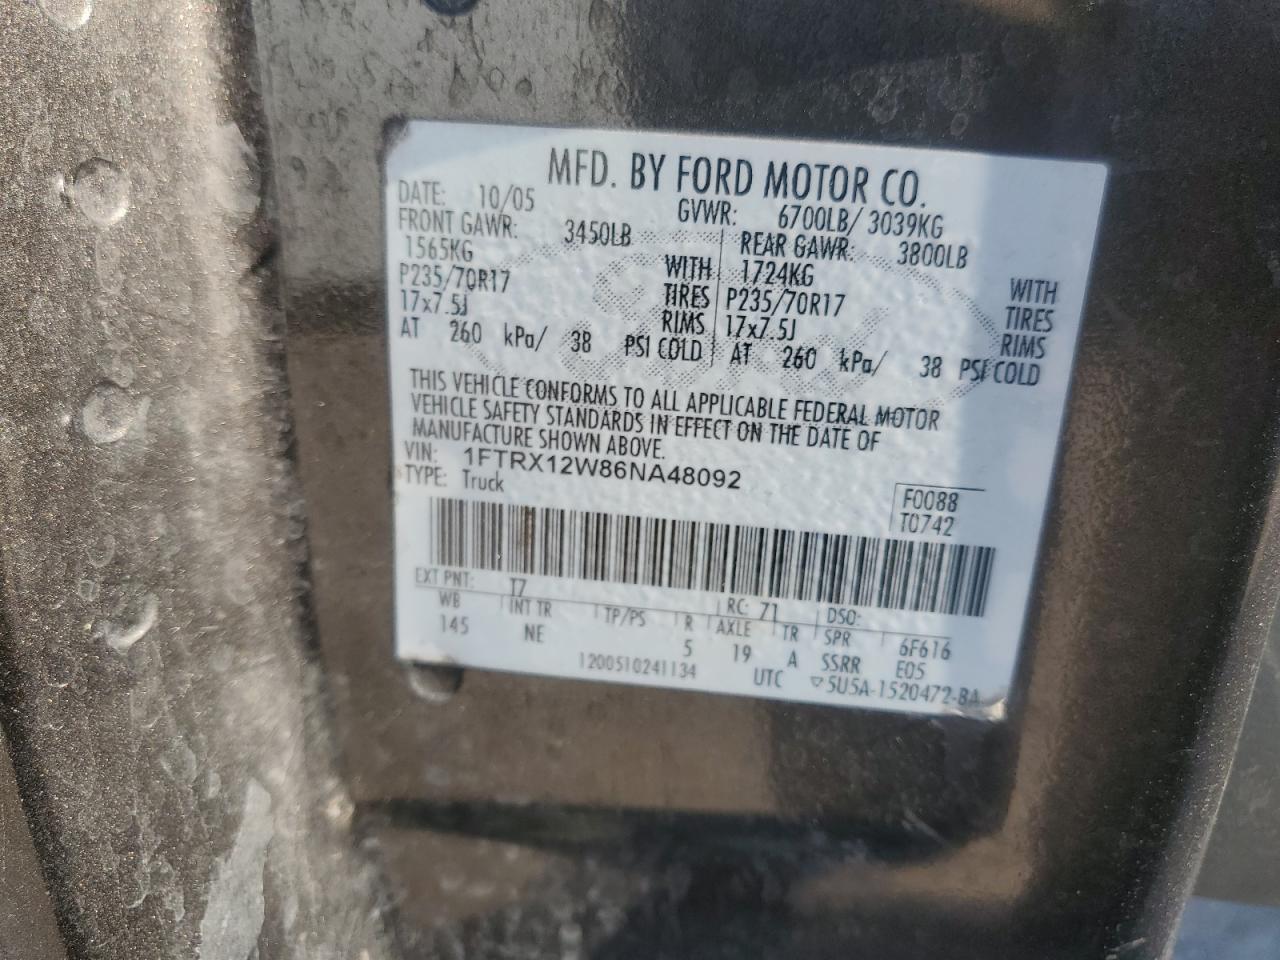 MFD. BY FORD MOTOR CO.
DATE: 10/05 GVWR: 6700LB/ 3039KG
FRONT GAWR: 3450LB REAR GAWR: 3800LB
1565KG WITH 1724KG WITH
P235/70R17 TIRES P235/70R17 TIRES
17x7.5J RIMS 17x7.5J RIMS
AT 260 kPa/ 38 PSI COLD AT 260 kPa/ 38 PSI COLD
THIS VEHICLE CONFORMS TO ALL APPLICABLE FEDERAL MOTOR
VEHICLE SAFETY STANDARDS IN EFFECT ON THE DATE OF
MANUFACTURE SHOWN ABOVE.
VIN: 1FTRX12W86NA48092
TYPE: Truck
F0088
T0742
EXT PNT: T7 RC: 71 DSO:
WB INT TR TP/PS R AXLE TR SPR 6F616
145 NE 5 19 A SSRR E05
1200510241134 UTC ▽5U5A-1520472-BA